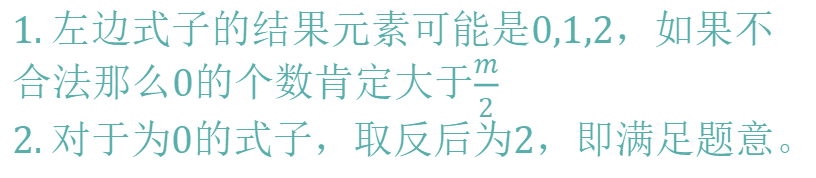 1. 左边式子的结果元素可能是0,1,2，如果不
合法那么0的个数肯定大于m/2
2. 对于为0的式子，取反后为2，即满足题意。